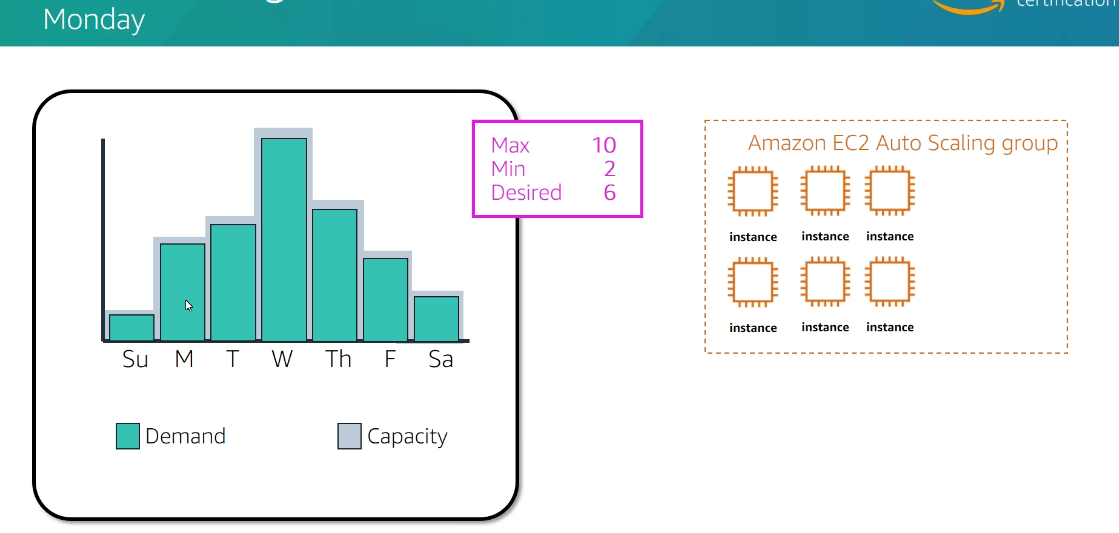 Monday
certification
Max 10
Min 2
Desired 6
Amazon EC2 Auto Scaling group
instance instance instance
instance instance instance
Su M T W Th F Sa
Demand Capacity